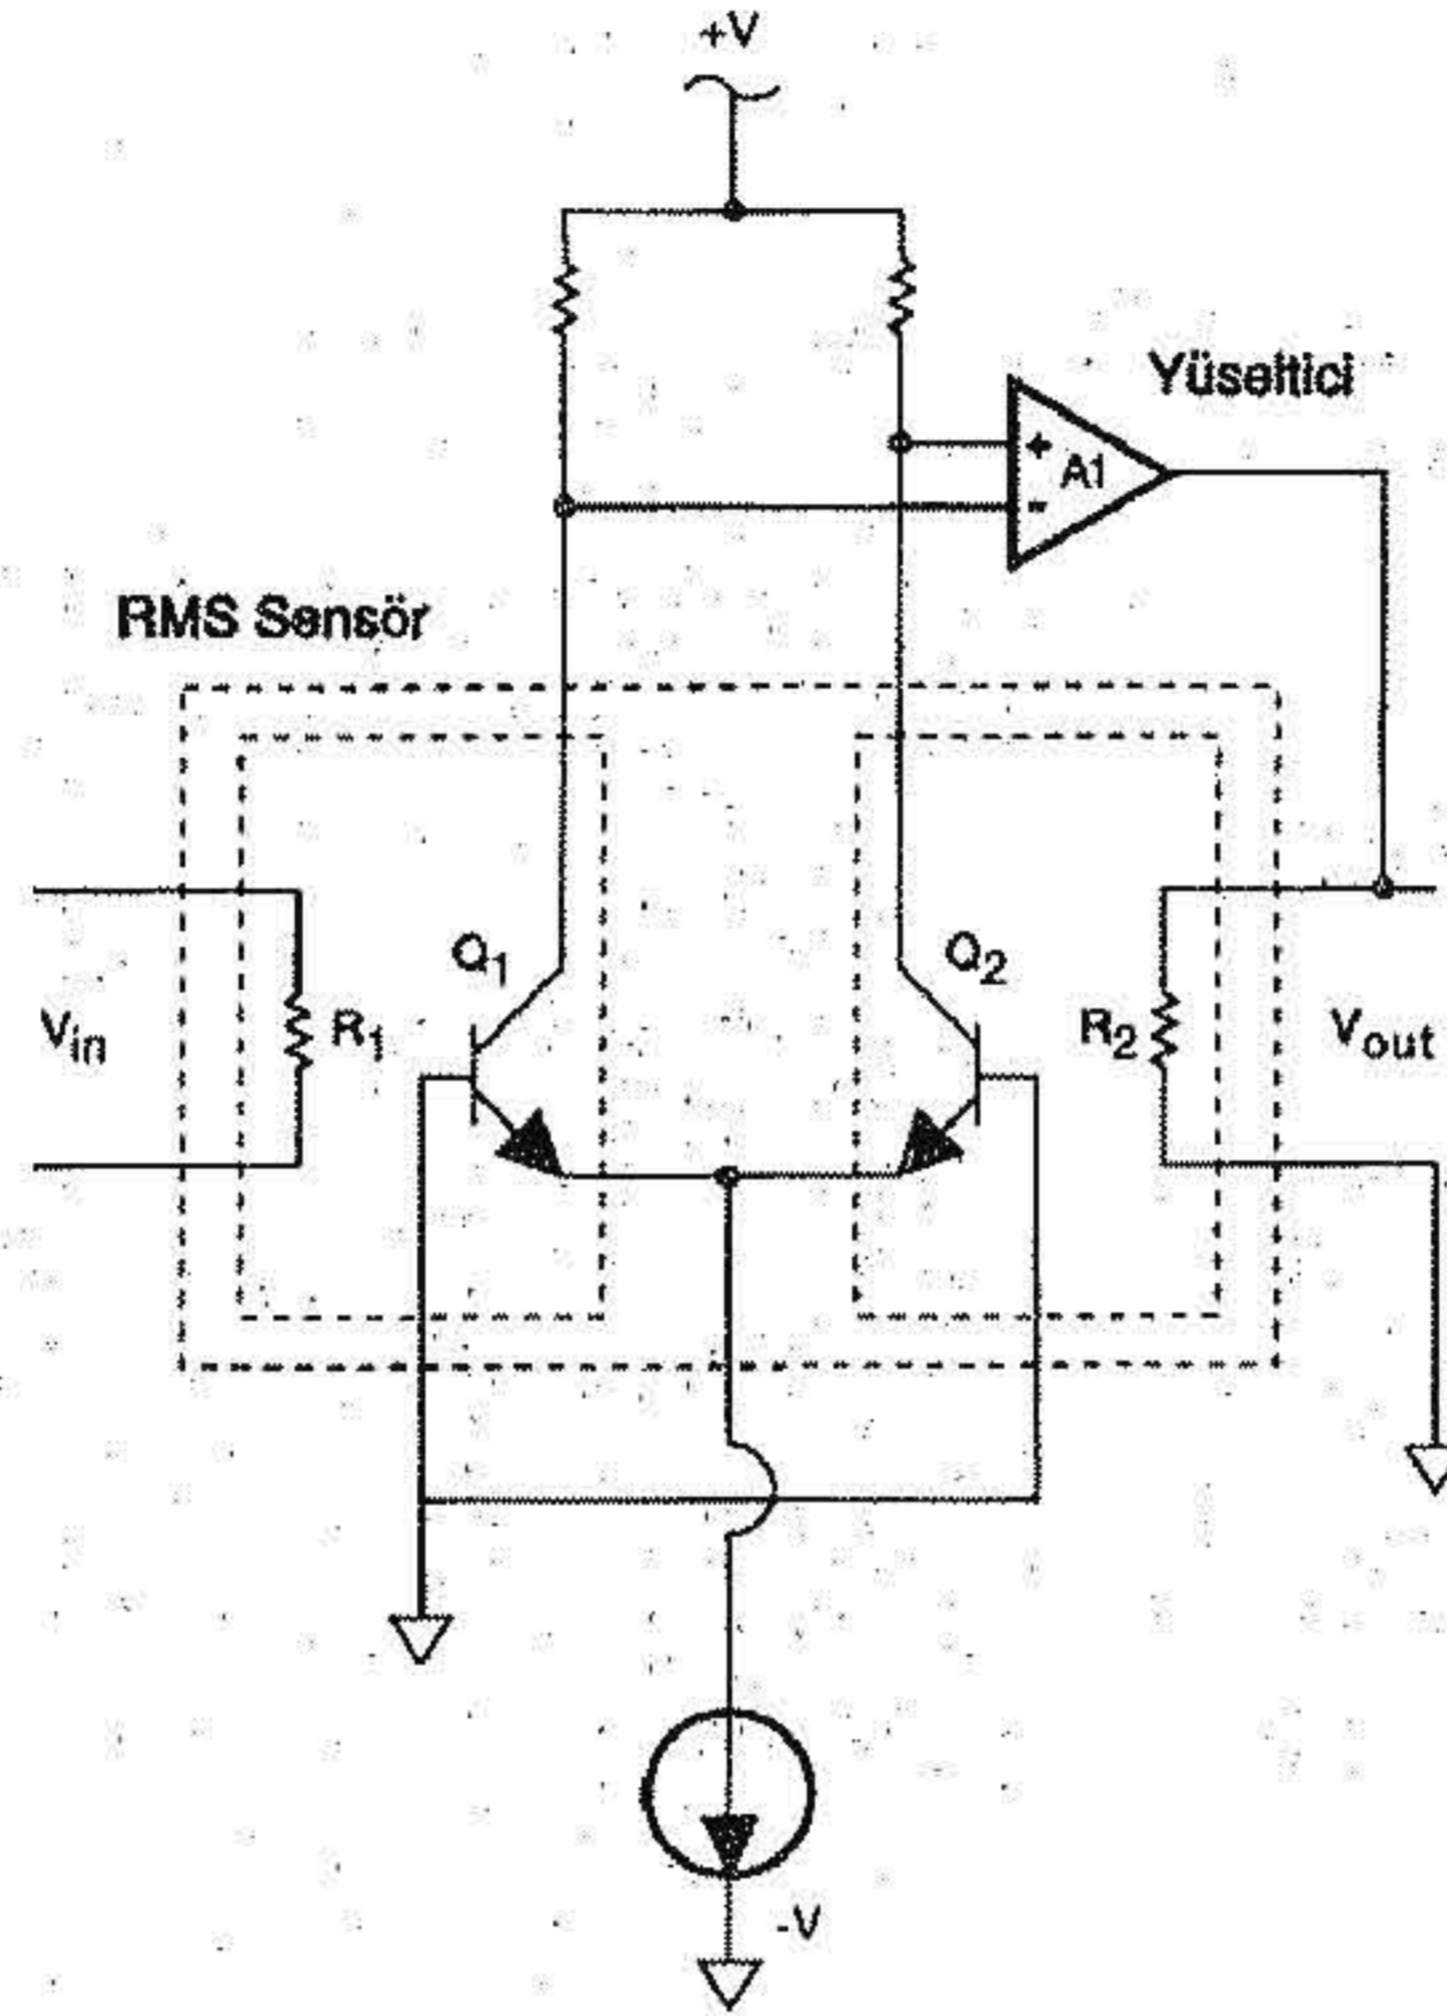 +V
Yüseltici
+
A1
-
RMS Sensör
Q1
Q2
Vin
R1
R2
Vout
-V